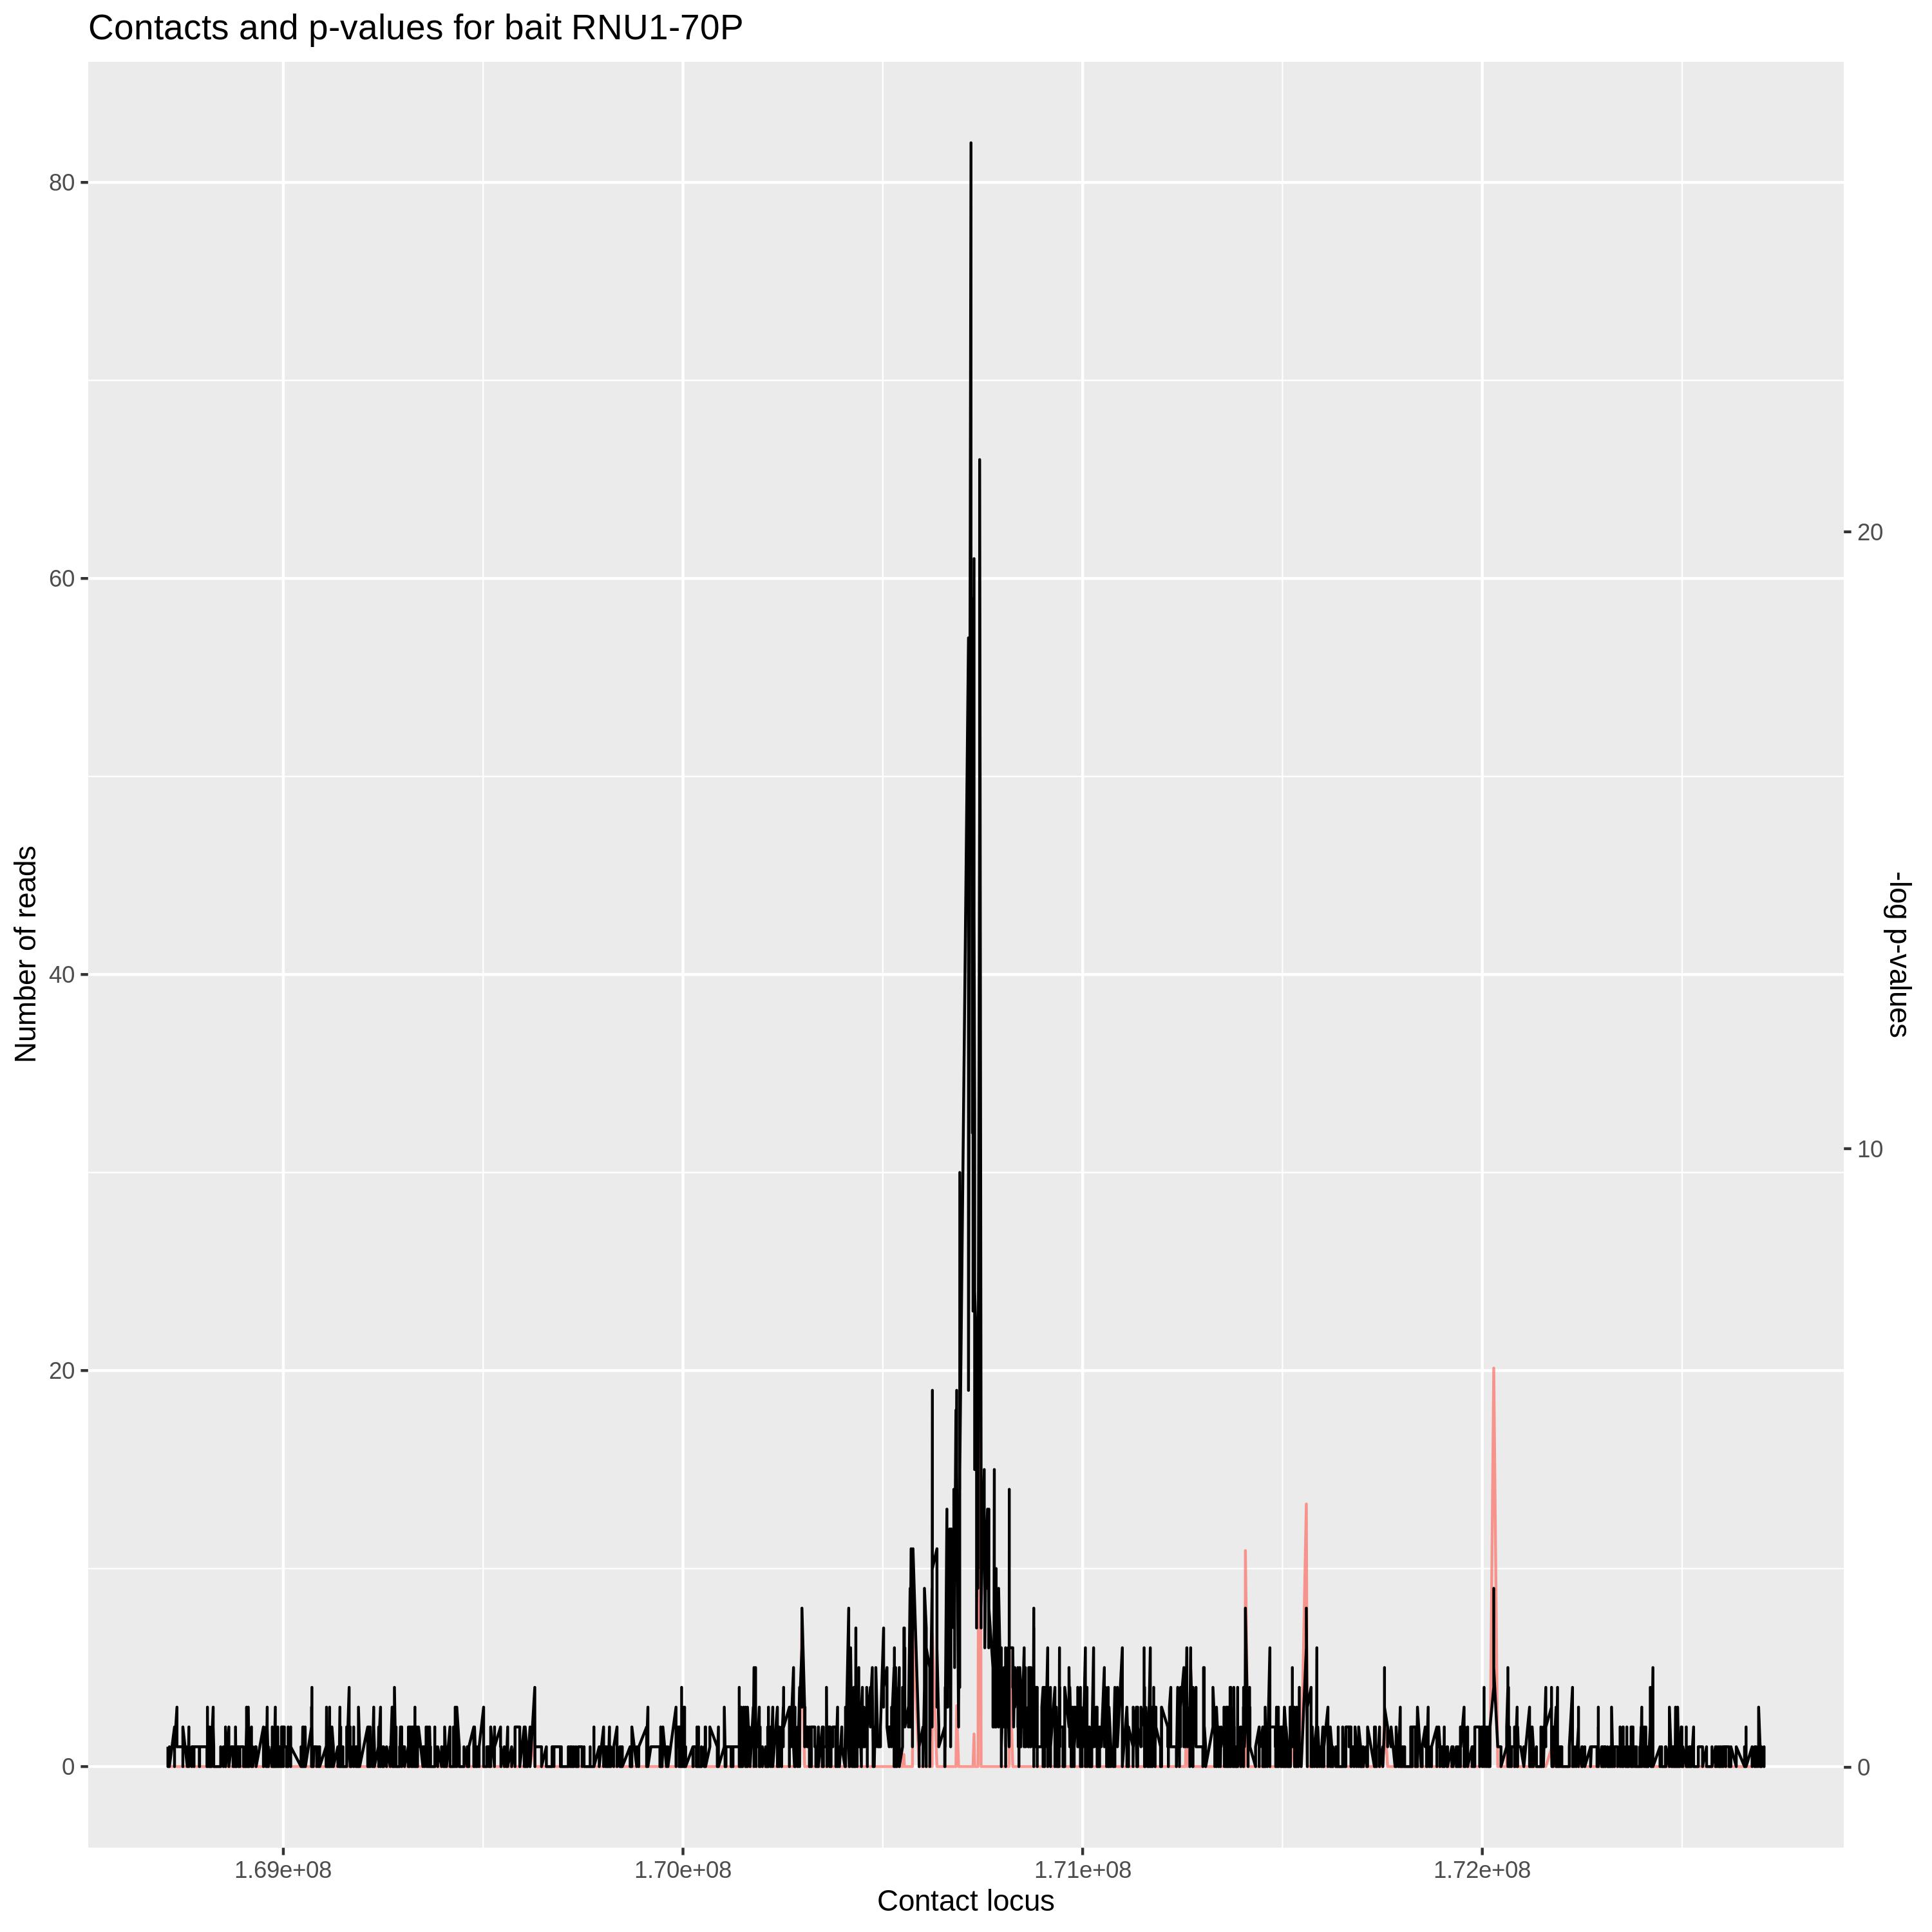 Contacts and p-values for bait RNU1-70P
80
60
40
20
0
Number of reads
20
10
0
-log p-values
1.69e+08
1.70e+08
1.71e+08
1.72e+08
Contact locus